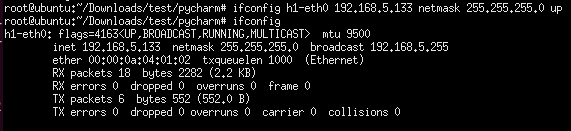 root@ubuntu:~/Downloads/test/pycharm# ifconfig h1-eth0 192.168.5.133 netmask 255.255.255.0 up
root@ubuntu:~/Downloads/test/pycharm# ifconfig
h1-eth0: flags=4163<UP,BROADCAST,RUNNING,MULTICAST>  mtu 9500
        inet 192.168.5.133  netmask 255.255.255.0  broadcast 192.168.5.255
        ether 00:00:0a:04:01:02  txqueuelen 1000  (Ethernet)
        RX packets 18  bytes 2282 (2.2 KB)
        RX errors 0  dropped 0  overruns 0  frame 0
        TX packets 6  bytes 552 (552.0 B)
        TX errors 0  dropped 0 overruns 0  carrier 0  collisions 0